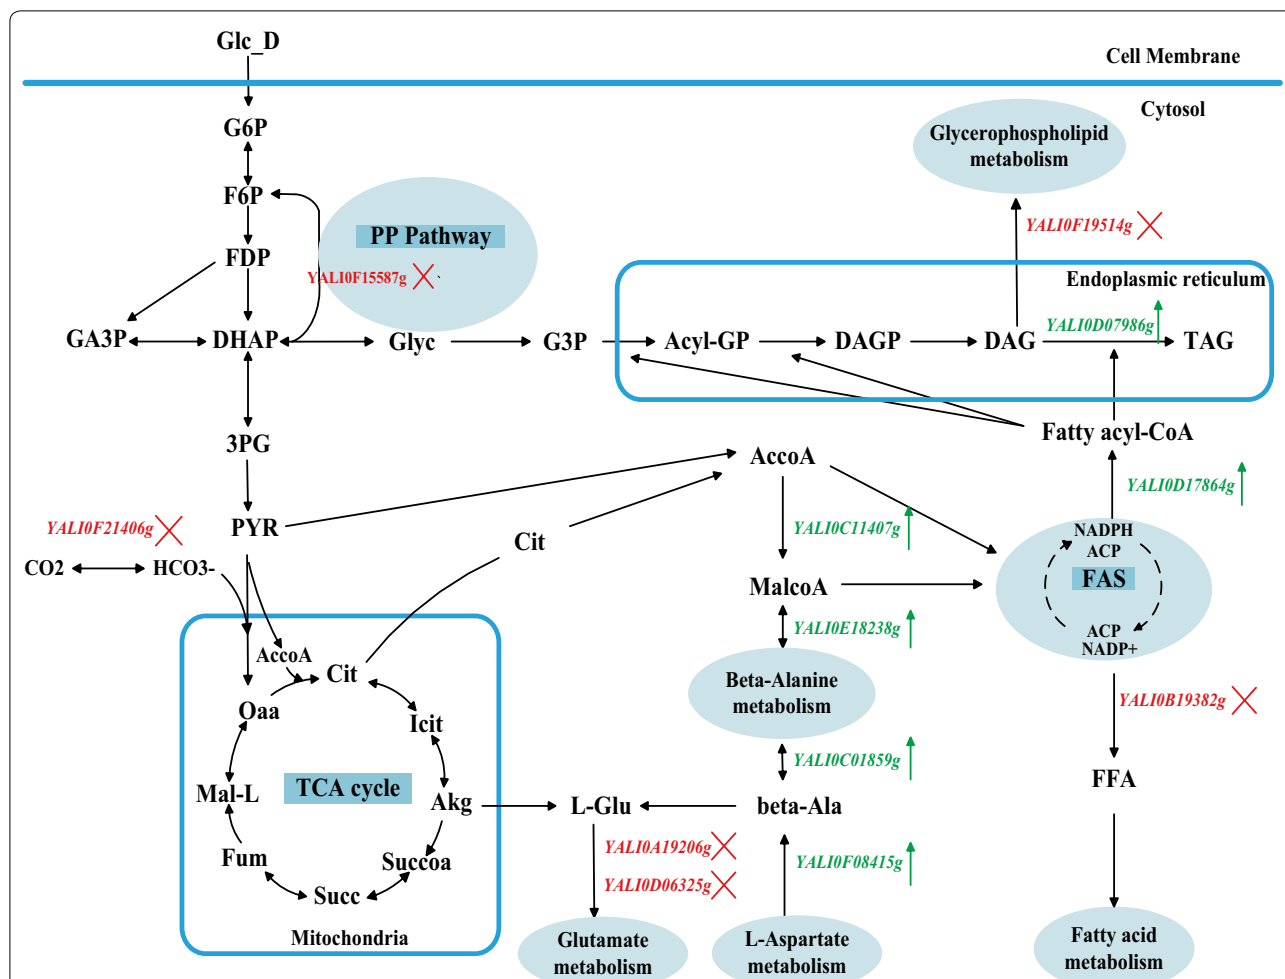 Glc_D
Cell Membrane
Cytosol
G6P
Glycerophospholipid
metabolism
F6P
PP Pathway
YALI0F19514g
FDP
YALI0F15587g
Endoplasmic reticulum
YALI0D07986g
GA3P
DHAP
Glyc
G3P
Acyl-GP
DAGP
DAG
TAG
3PG
Fatty acyl-CoA
AccoA
YALI0D17864g
YALI0F21406g
PYR
Cit
YALI0C11407g
NADPH
ACP
FAS
CO2
HCO3-
MalcoA
YALI0E18238g
ACP
NADP+
AccoA
Cit
Beta-Alanine
metabolism
YALI0B19382g
Oaa
Icit
YALI0C01859g
FFA
TCA cycle
Mal-L
Akg
L-Glu
beta-Ala
YALI0A19206g
YALI0F08415g
Fum
Succoa
YALI0D06325g
Succ
Mitochondria
Glutamate
metabolism
L-Aspartate
metabolism
Fatty acid
metabolism